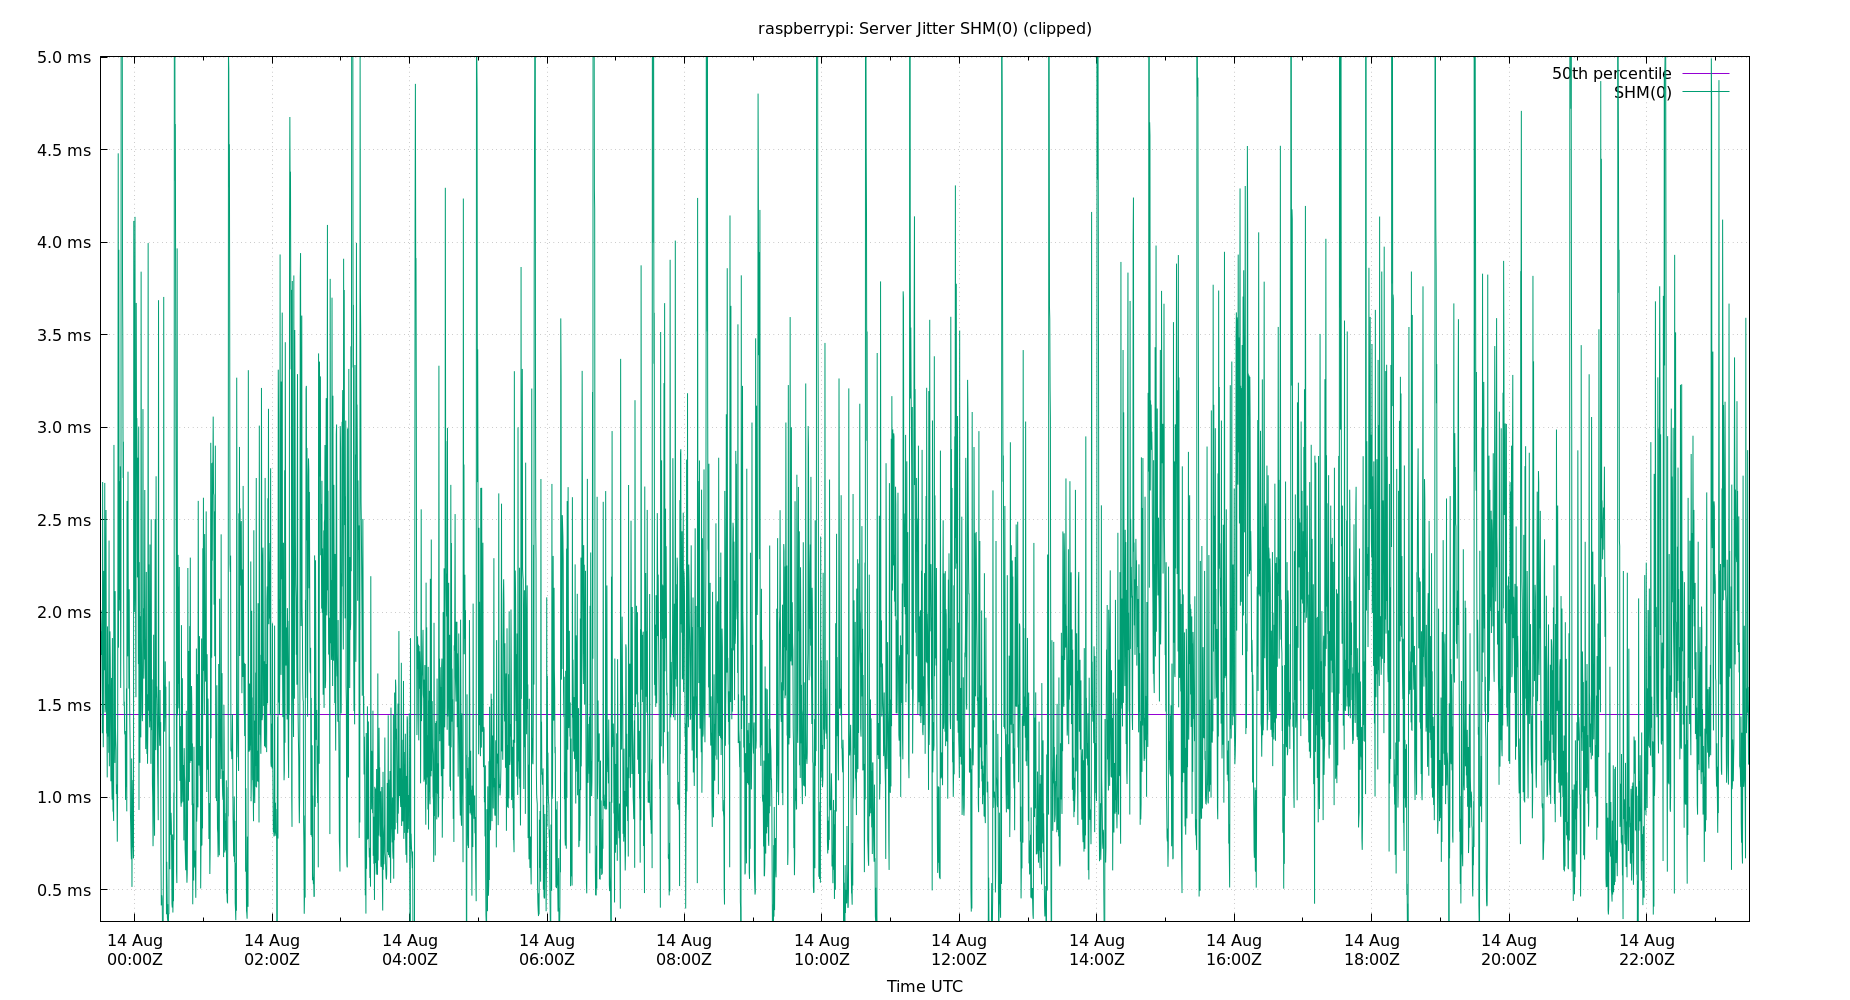 raspberrypi: Server Jitter SHM(0) (clipped)
5.0 ms
4.5 ms
4.0 ms
3.5 ms
3.0 ms
2.5 ms
2.0 ms
1.5 ms
1.0 ms
0.5 ms
50th percentile
SHM(0)
14 Aug 14 Aug 14 Aug 14 Aug 14 Aug 14 Aug 14 Aug 14 Aug 14 Aug 14 Aug 14 Aug 14 Aug
00:00Z 02:00Z 04:00Z 06:00Z 08:00Z 10:00Z 12:00Z 14:00Z 16:00Z 18:00Z 20:00Z 22:00Z
Time UTC